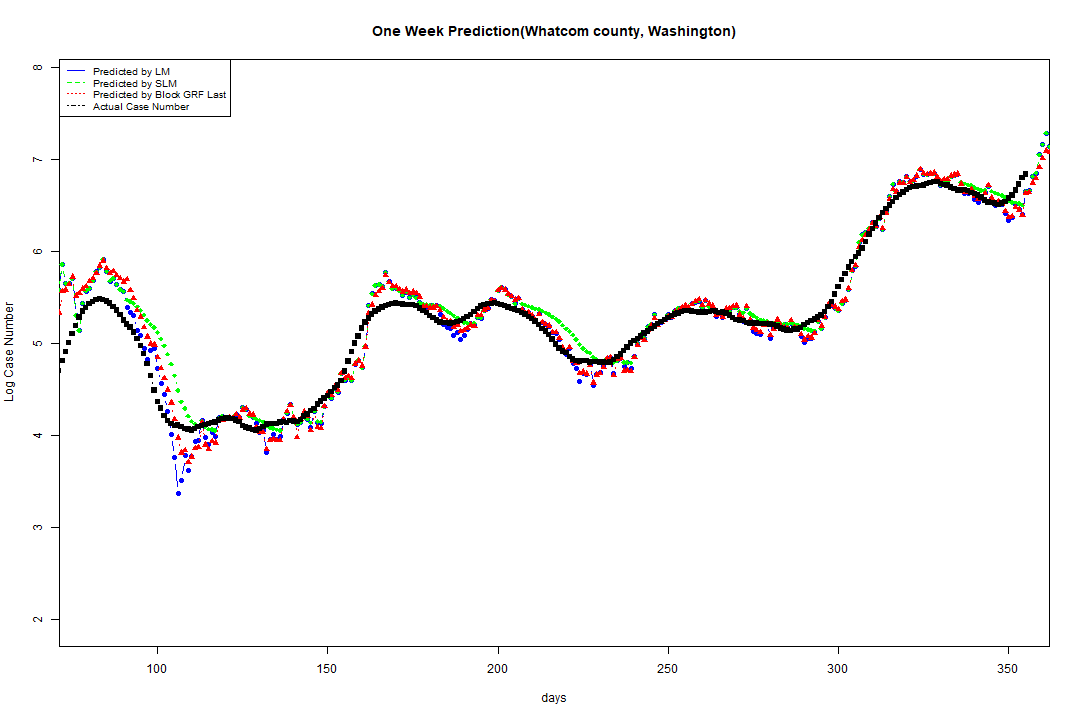 One Week Prediction(Whatcom county, Washington)
Predicted by LM
Predicted by SLM
Predicted by Block GRF Last
Actual Case Number
8
7
6
5
4
3
2
Log Case Number
100 150 200 250 300 350
days